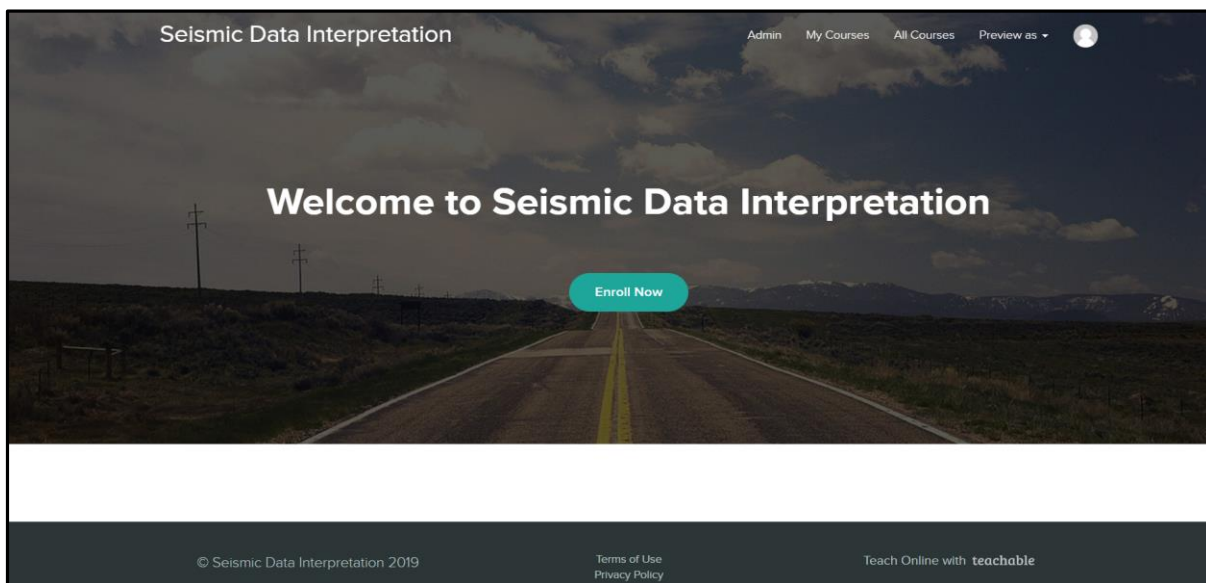 Seismic Data Interpretation
Admin My Courses All Courses Preview as
Welcome to Seismic Data Interpretation
Enroll Now
© Seismic Data Interpretation 2019
Terms of Use
Privacy Policy
Teach Online with teachable